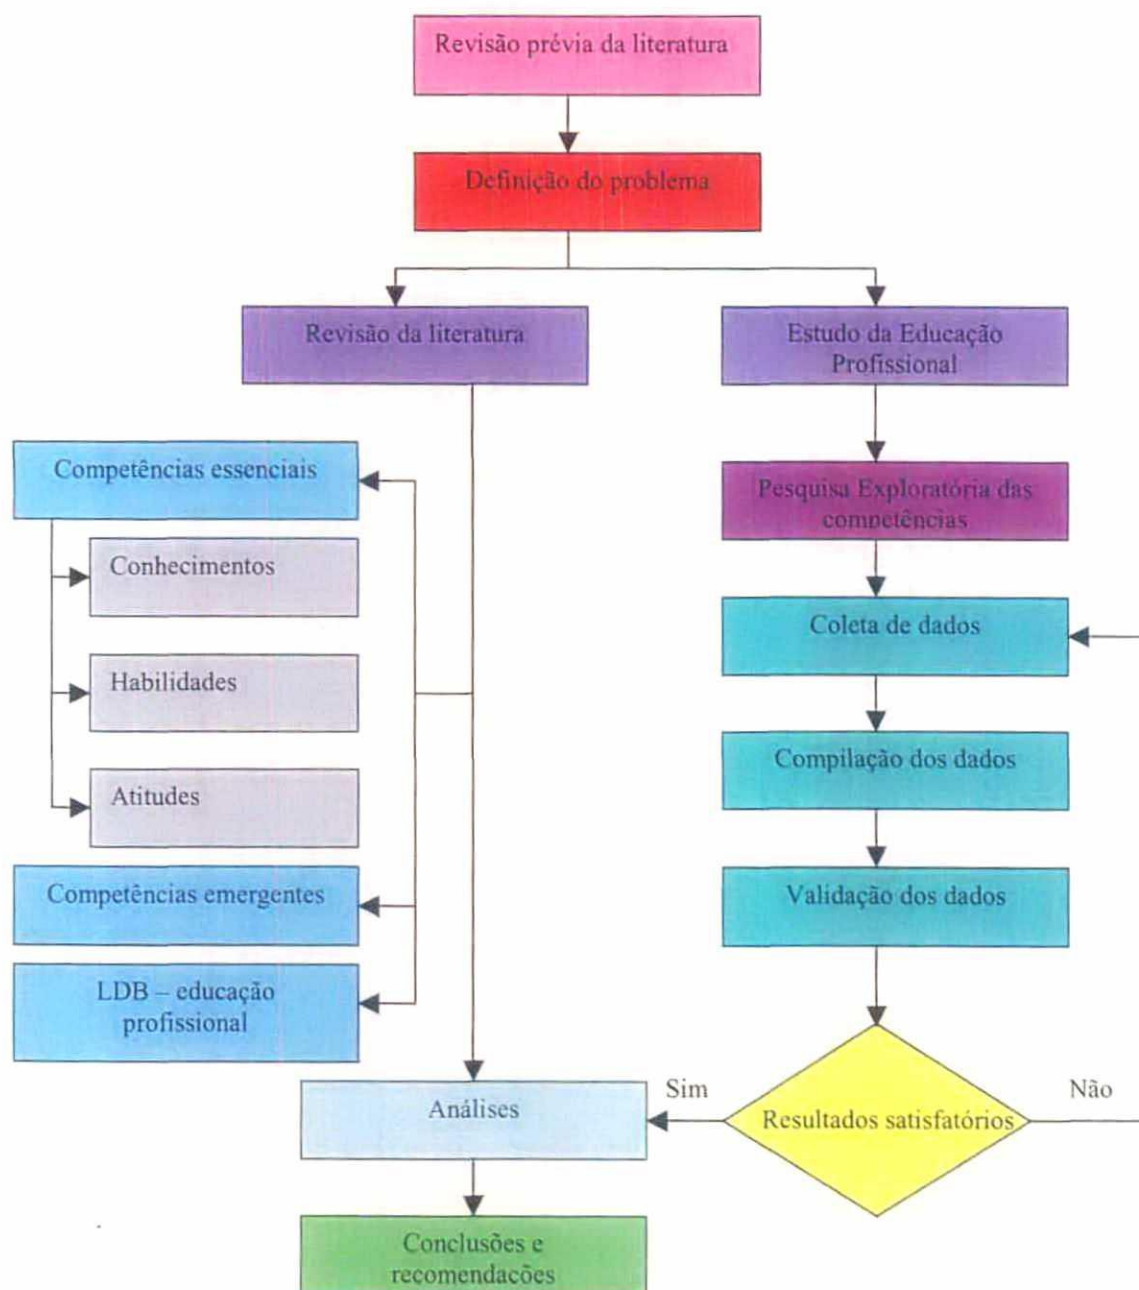 Revisão prévia da literatura
Definição do problema
Revisão da literatura
Estudo da Educação
Profissional
Competências essenciais
Pesquisa Exploratória das
competências
Conhecimentos
Coleta de dados
Habilidades
Compilação dos dados
Atitudes
Competências emergentes
Validação dos dados
LDB – educação
profissional
Análises
Sim
Resultados satisfatórios
Não
Conclusões e
recomendações